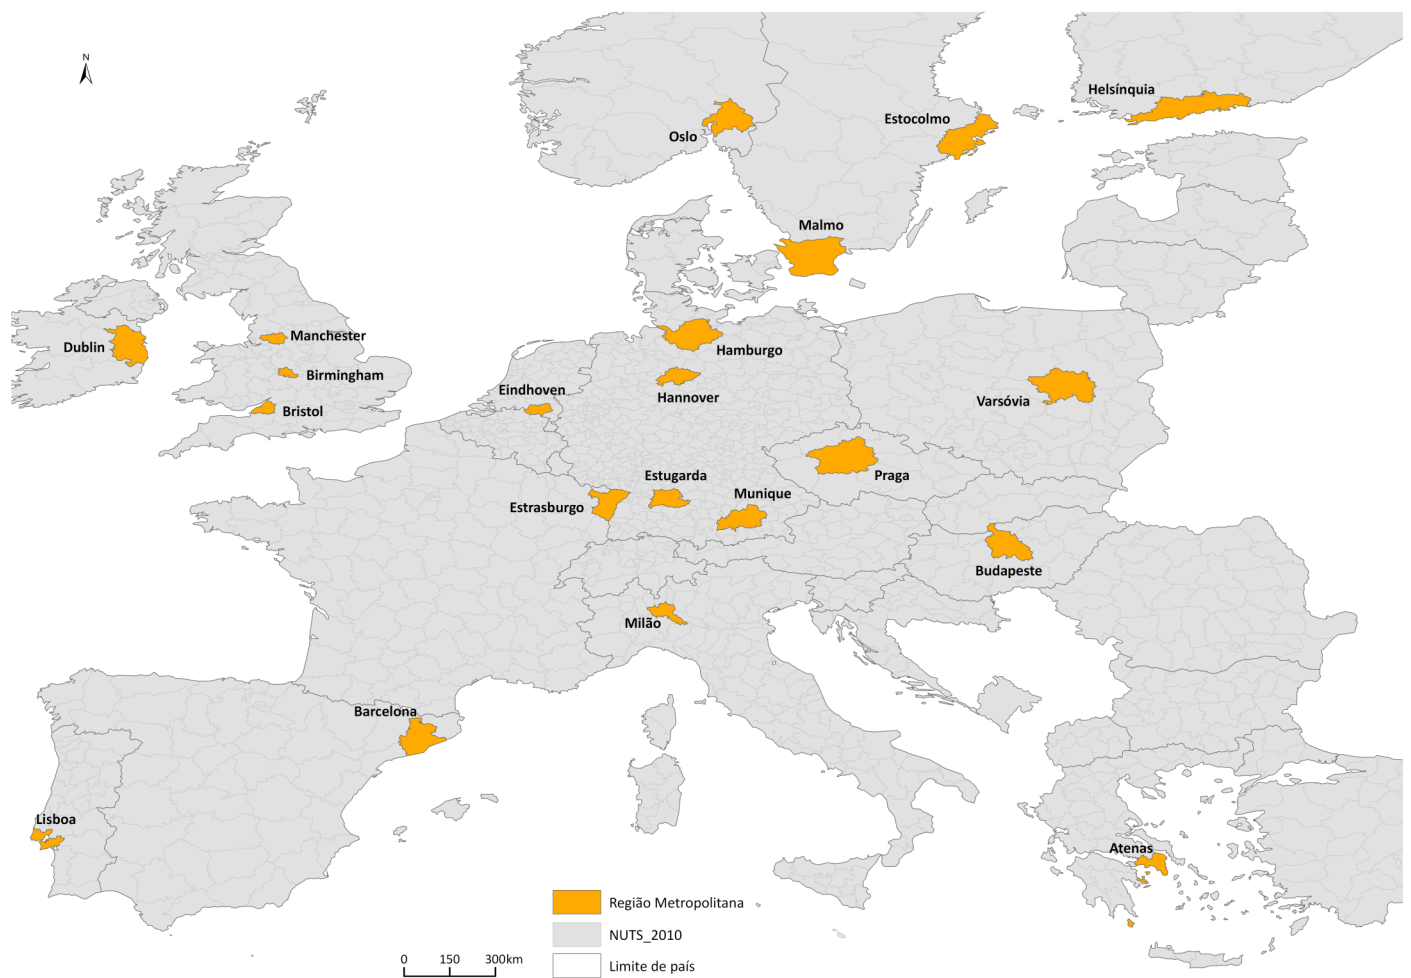 N
Helsínquia
Estocolmo
Oslo
Malmo
Manchester
Dublin
Hamburgo
Birmingham
Eindhoven
Hannover
Varsóvia
Bristol
Estugarda
Praga
Munique
Estrasburgo
Budapeste
Milão
Barcelona
Lisboa
Atenas
Região Metropolitana
NUTS_2010
Limite de país
0 150 300km